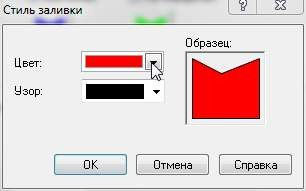 Стиль заливки
Образец:
Цвет:
Узор:
OK
Отмена
Справка